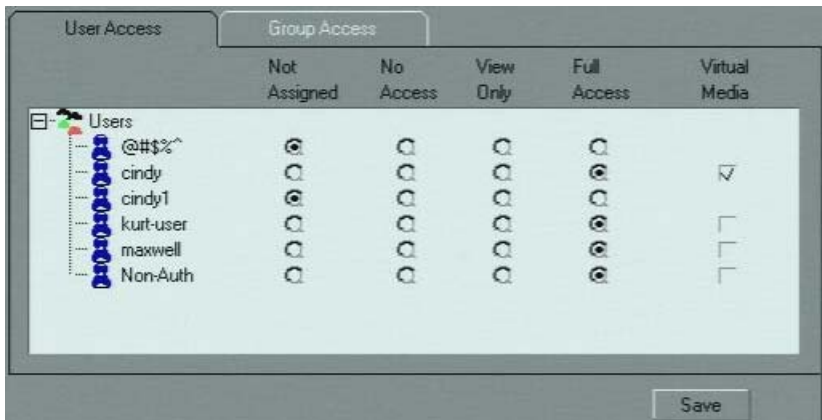 User Access
Group Access
Not Assigned
No Access
View Only
Full Access
Virtual Media
Users
@#$%^
cindy
cindy1
kurt-user
maxwell
Non-Auth
Save